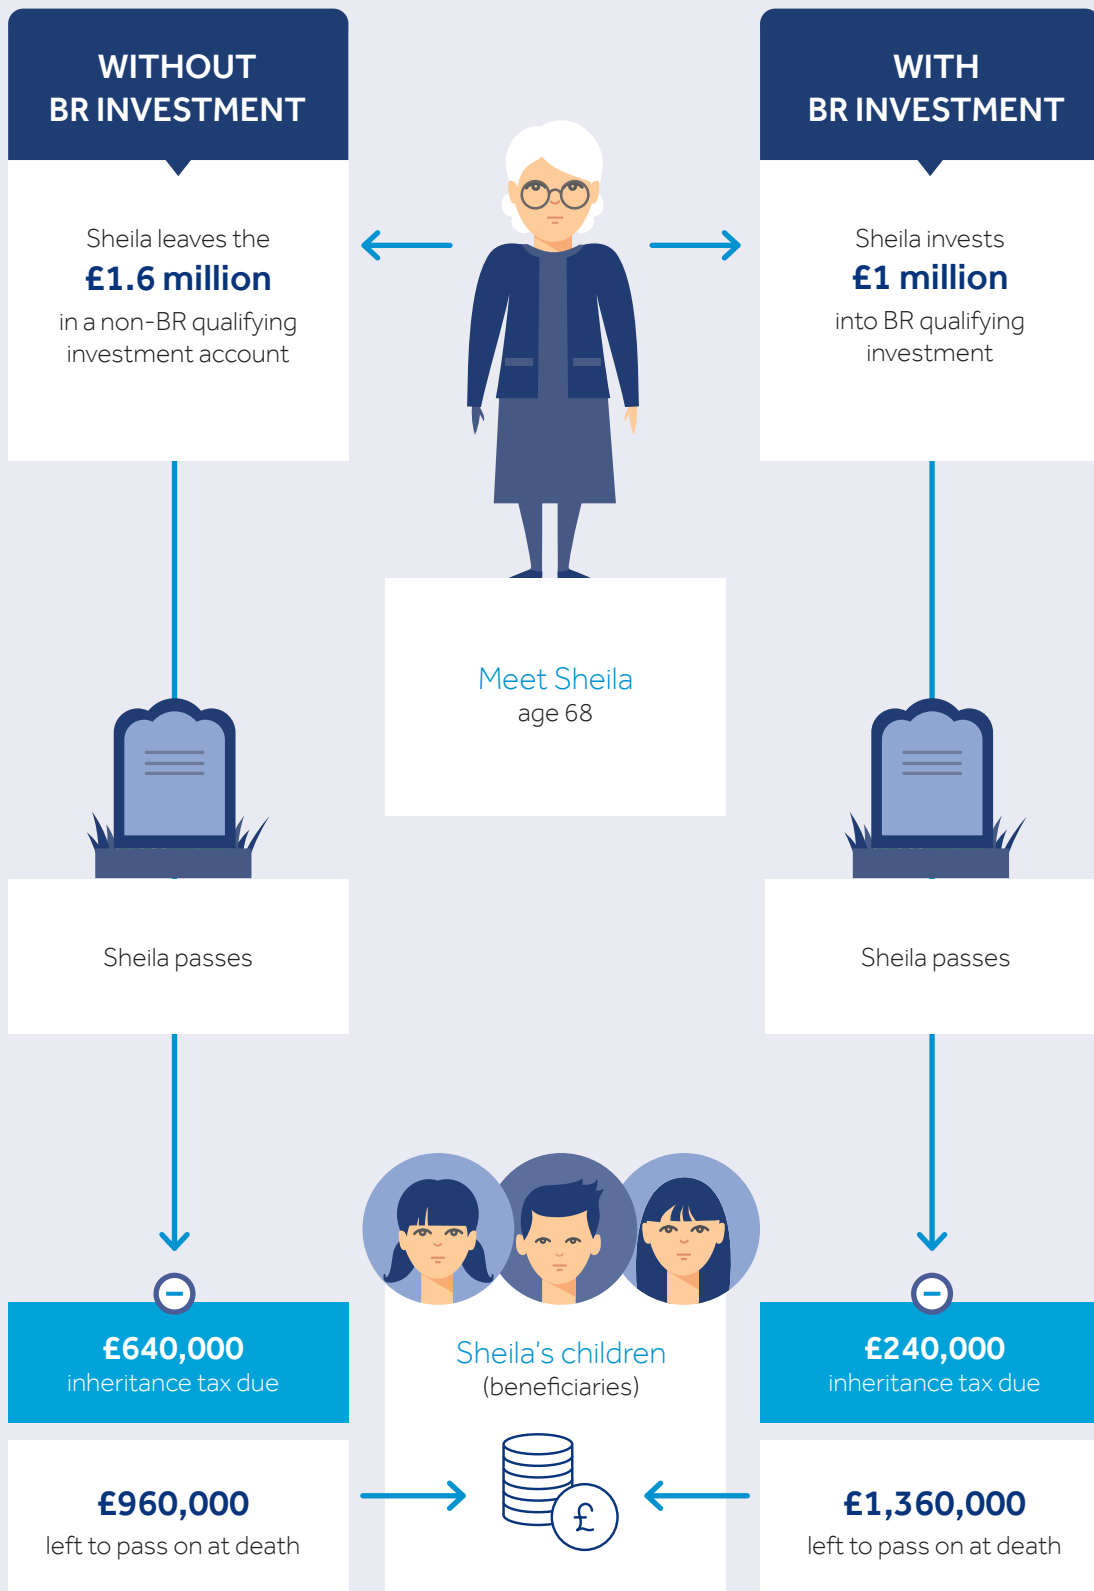 WITHOUT
BR INVESTMENT
Sheila leaves the
£1.6 million
in a non-BR qualifying
investment account
WITH
BR INVESTMENT
Sheila invests
£1 million
into BR qualifying
investment
Meet Sheila
age 68
Sheila passes
Sheila passes
£640,000
inheritance tax due
£960,000
left to pass on at death
Sheila's children
(beneficiaries)
£
£240,000
inheritance tax due
£1,360,000
left to pass on at death